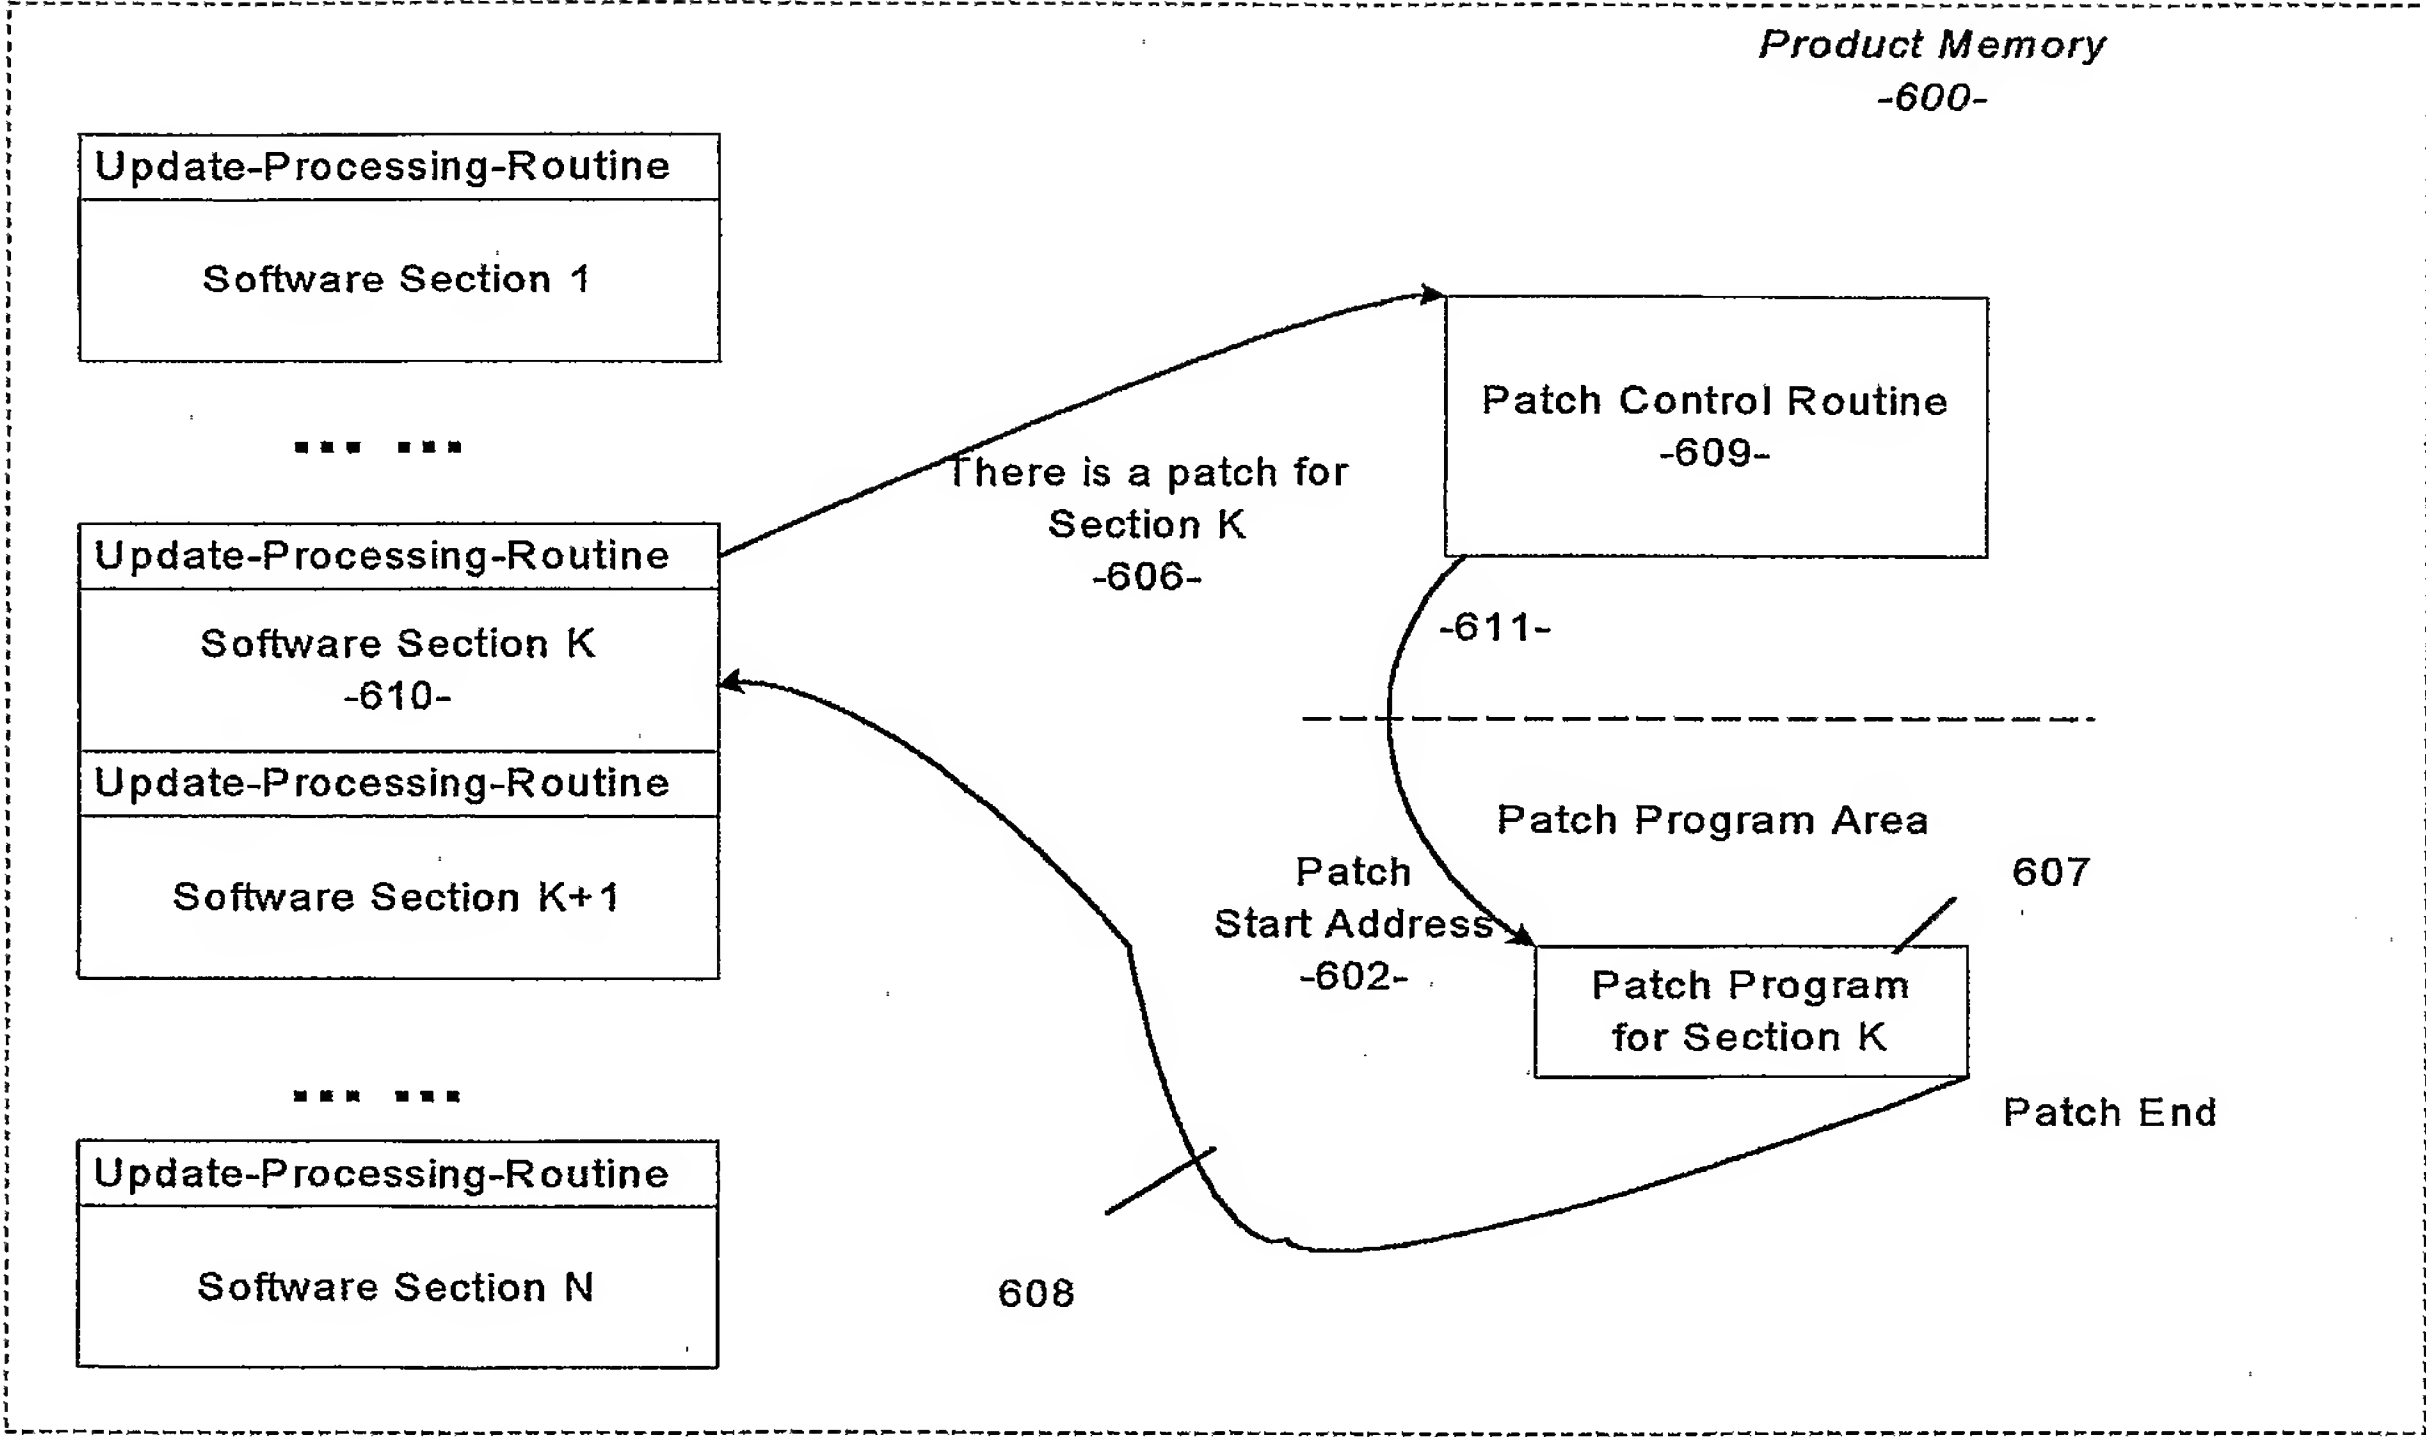 Product Memory
-600-
Update-Processing-Routine
Software Section 1
... ...
Update-Processing-Routine
Software Section K
-610-
Update-Processing-Routine
Software Section K+1
... ...
Update-Processing-Routine
Software Section N
There is a patch for
Section K
-606-
Patch Control Routine
-609-
-611-
Patch Program Area
607
Patch
Start Address
-602-
Patch Program
for Section K
Patch End
608